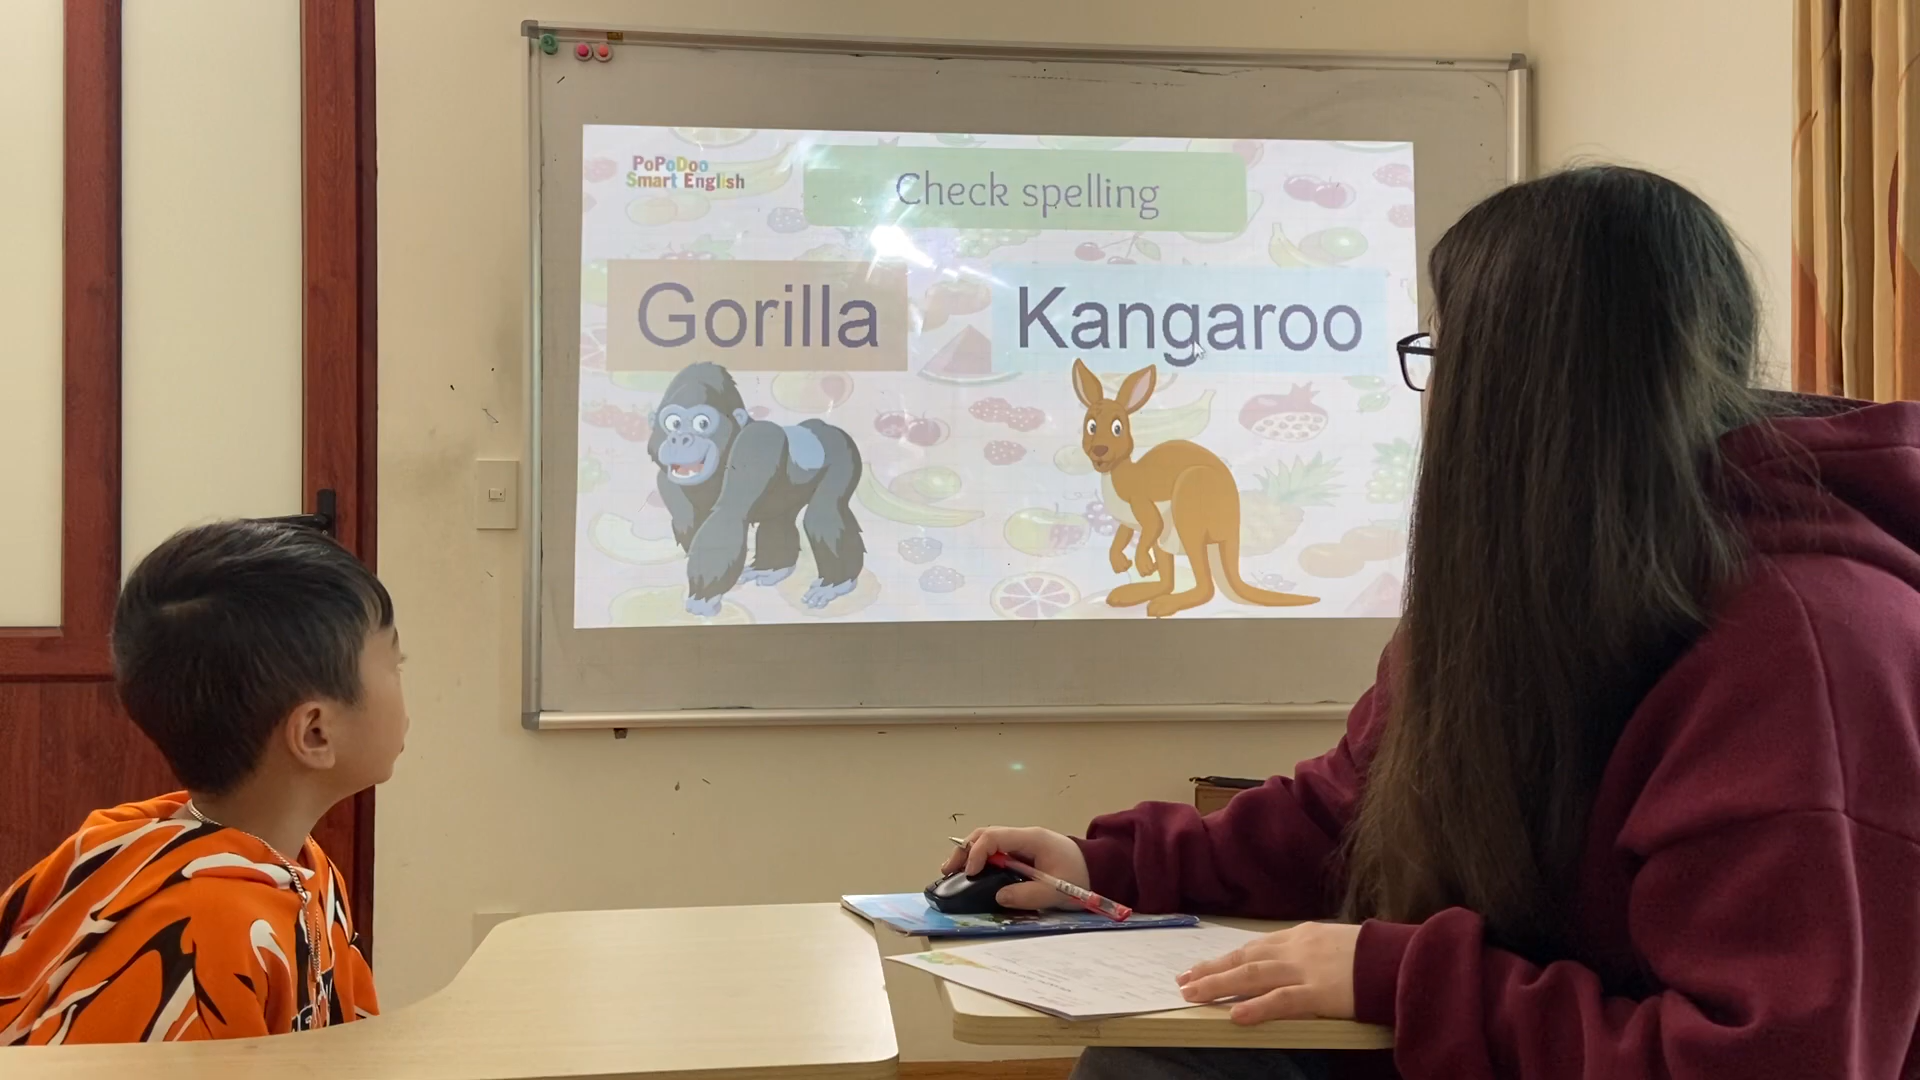 PoPoDoo
Smart English
Check spelling
Gorilla
Kangaroo